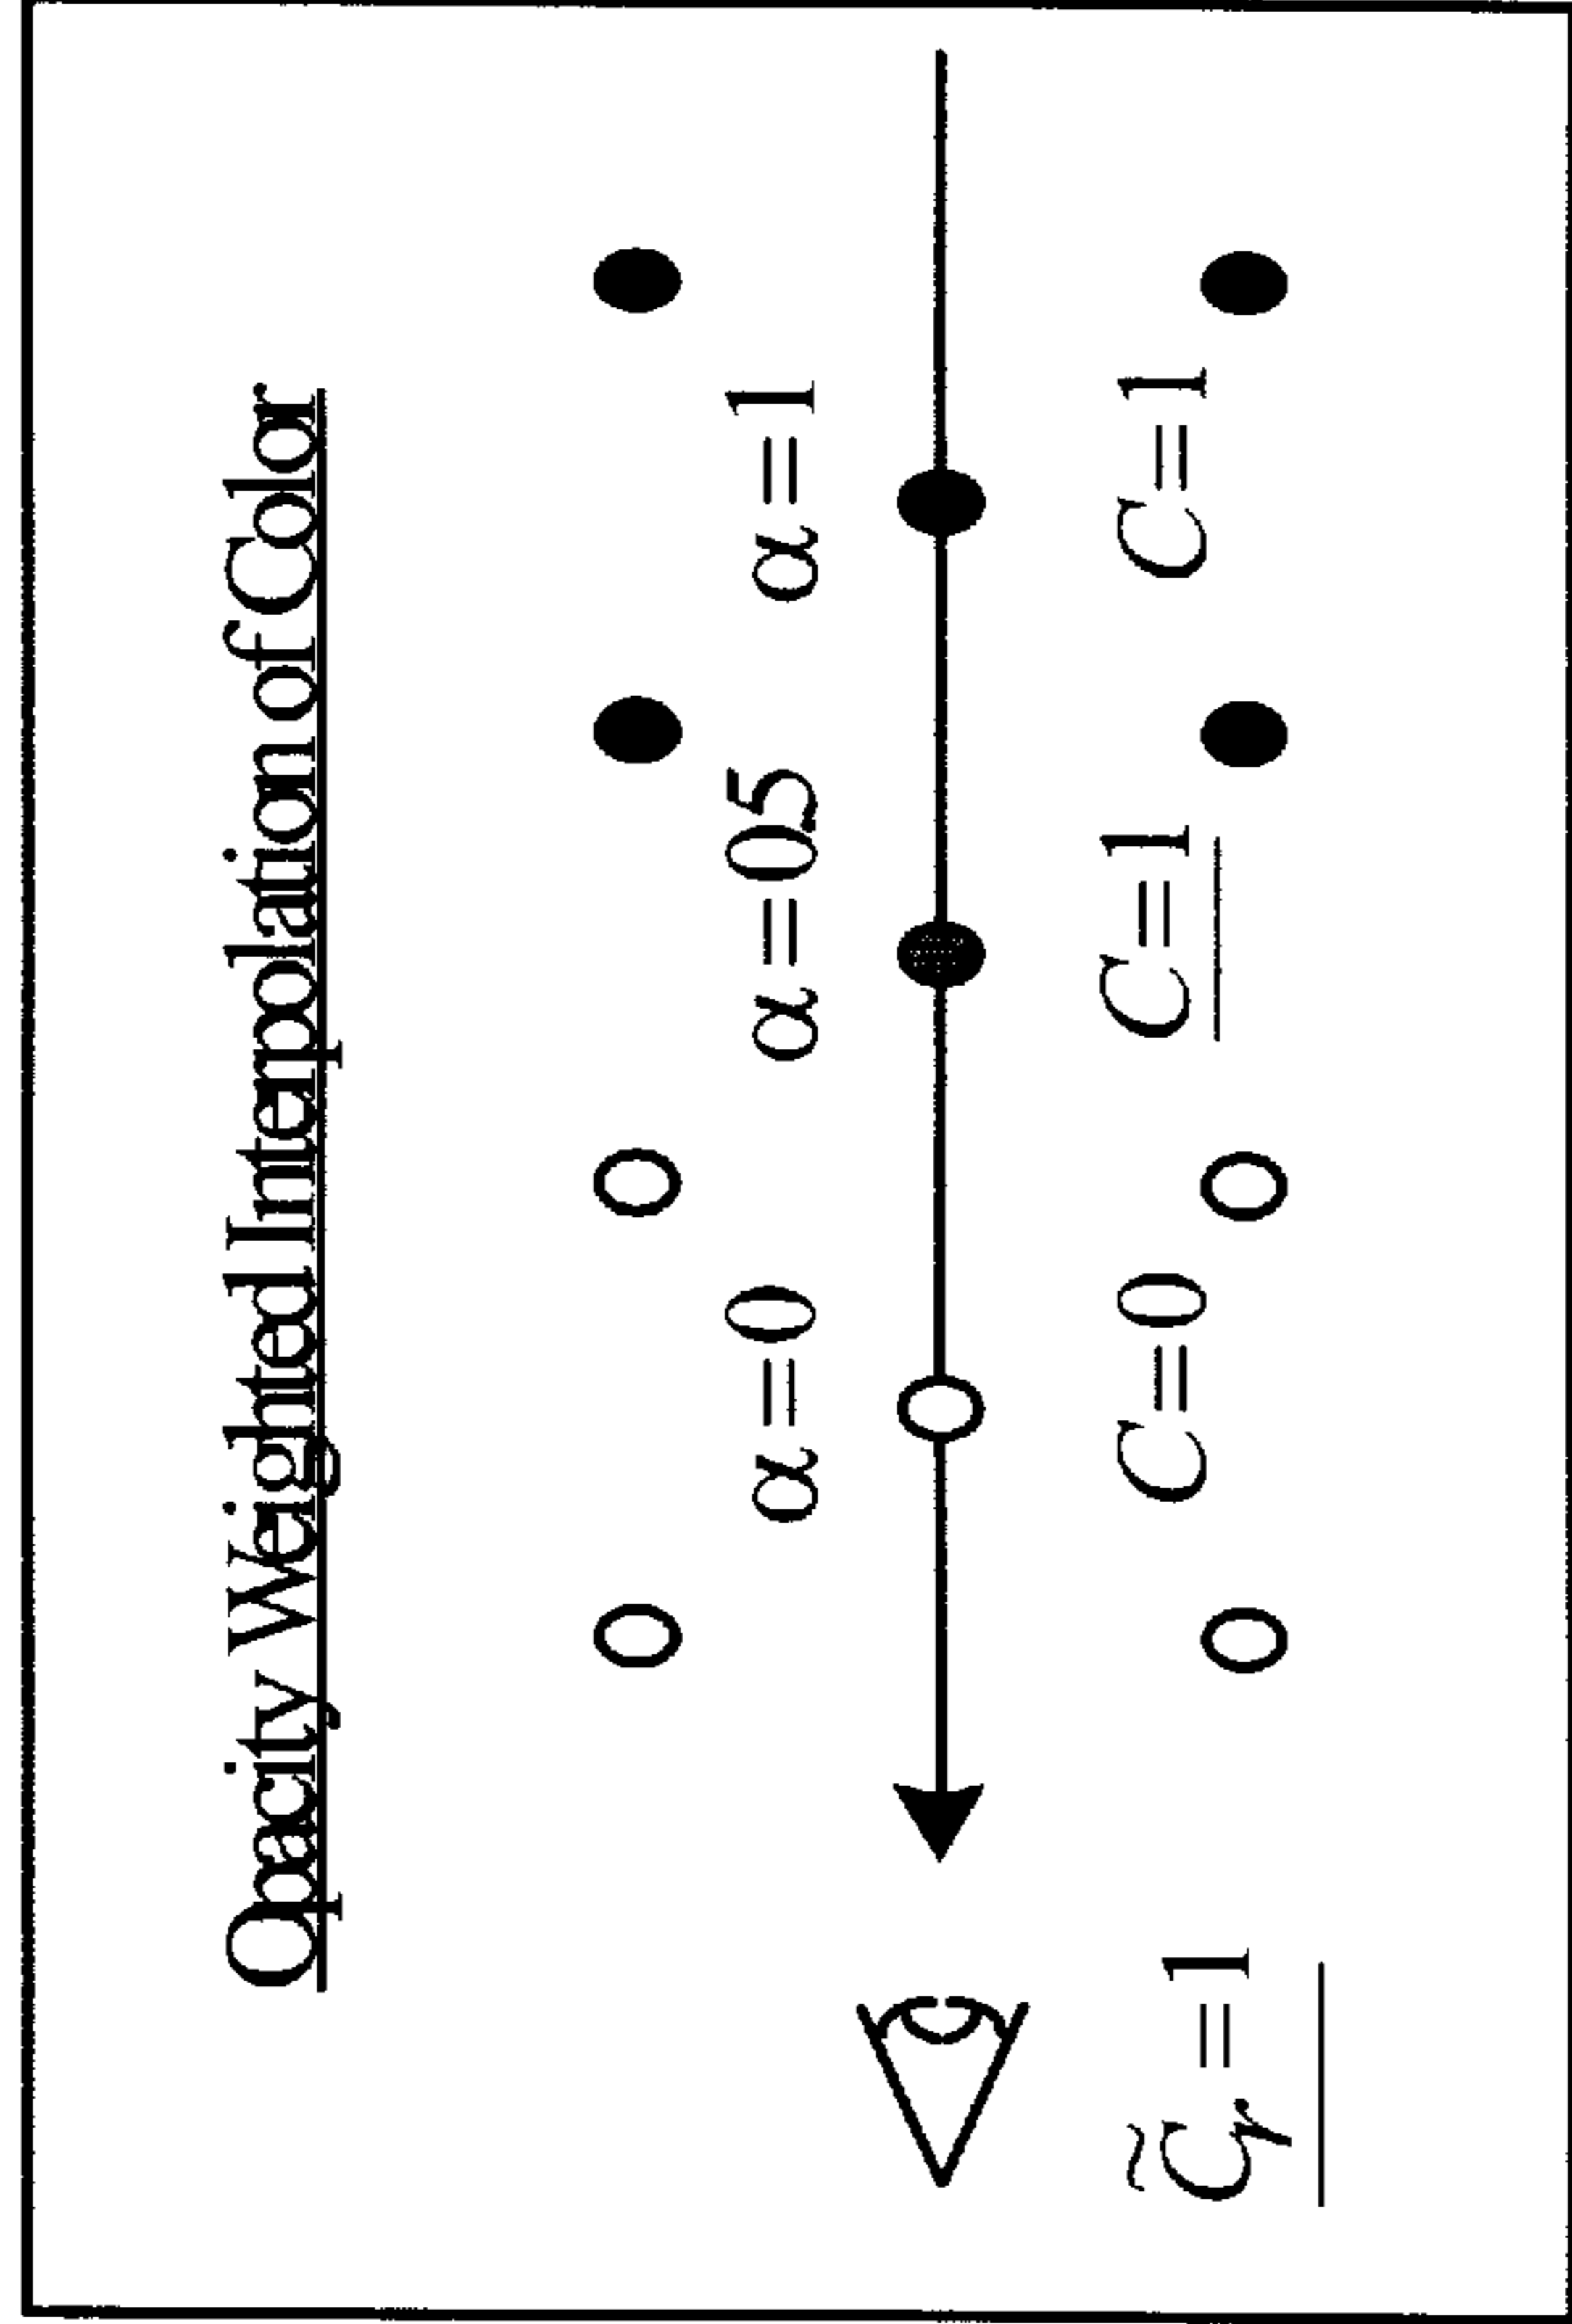 Opacity Weighted Interpolation of Color
α=0 α=05 α=1
C=0 C=1 C=1
C̃r=1